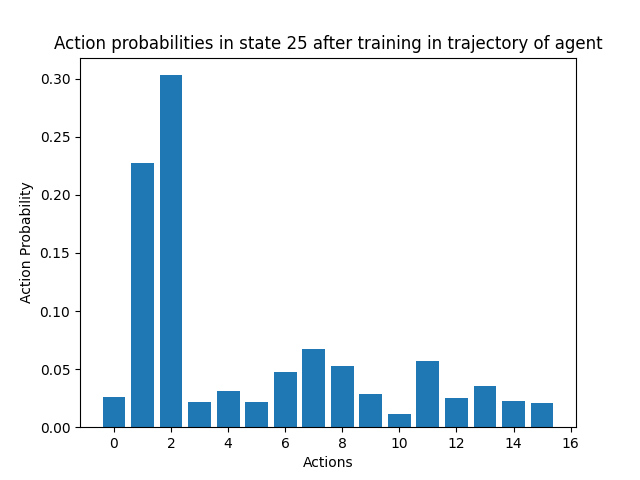 Action probabilities in state 25 after training in trajectory of agent
0.30
0.25
0.20
0.15
0.10
0.05
0.00
Action Probability
0 2 4 6 8 10 12 14 16
Actions